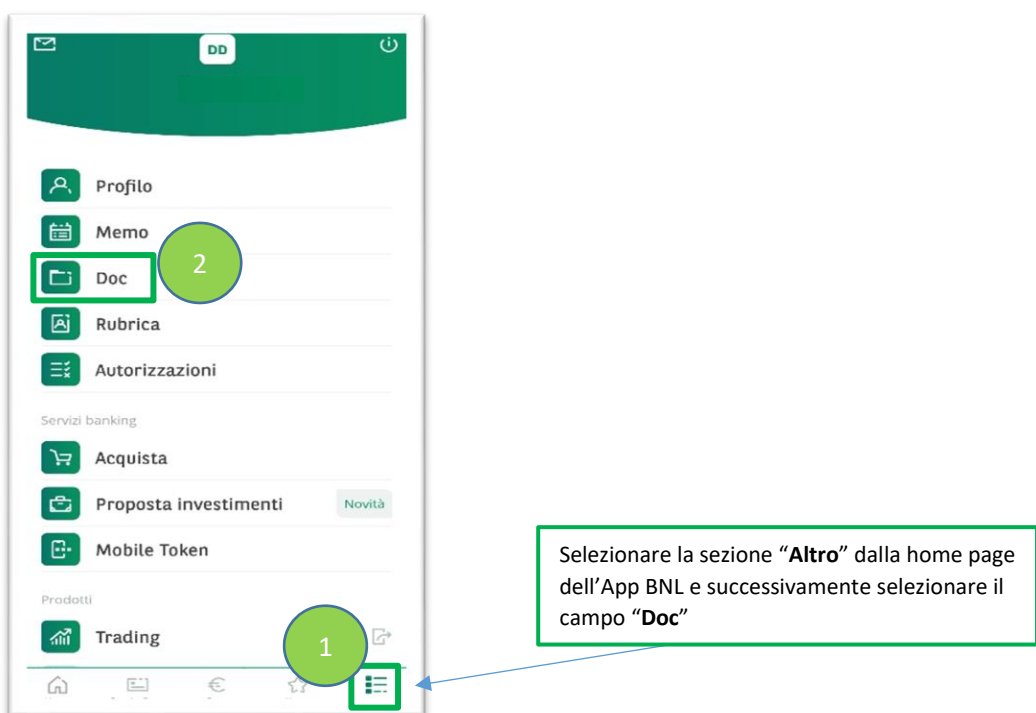 DD
Profilo
Memo
2
Doc
Rubrica
Autorizzazioni
Servizi banking
Acquista
Proposta investimenti Novità
Mobile Token
Prodotti
Trading
1
Selezionare la sezione “Altro” dalla home page
dell’App BNL e successivamente selezionare il
campo “Doc”